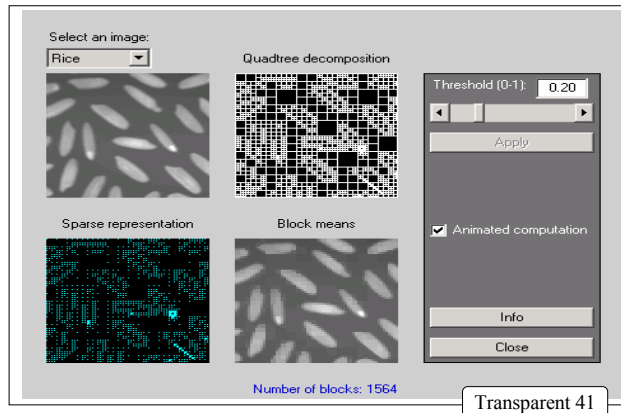 Select an image:
Rice
Quadtree decomposition
Threshold (0-1): 0.20
Apply
Sparse representation
Block means
Animated computation
Info
Close
Number of blocks: 1564
Transparent 41